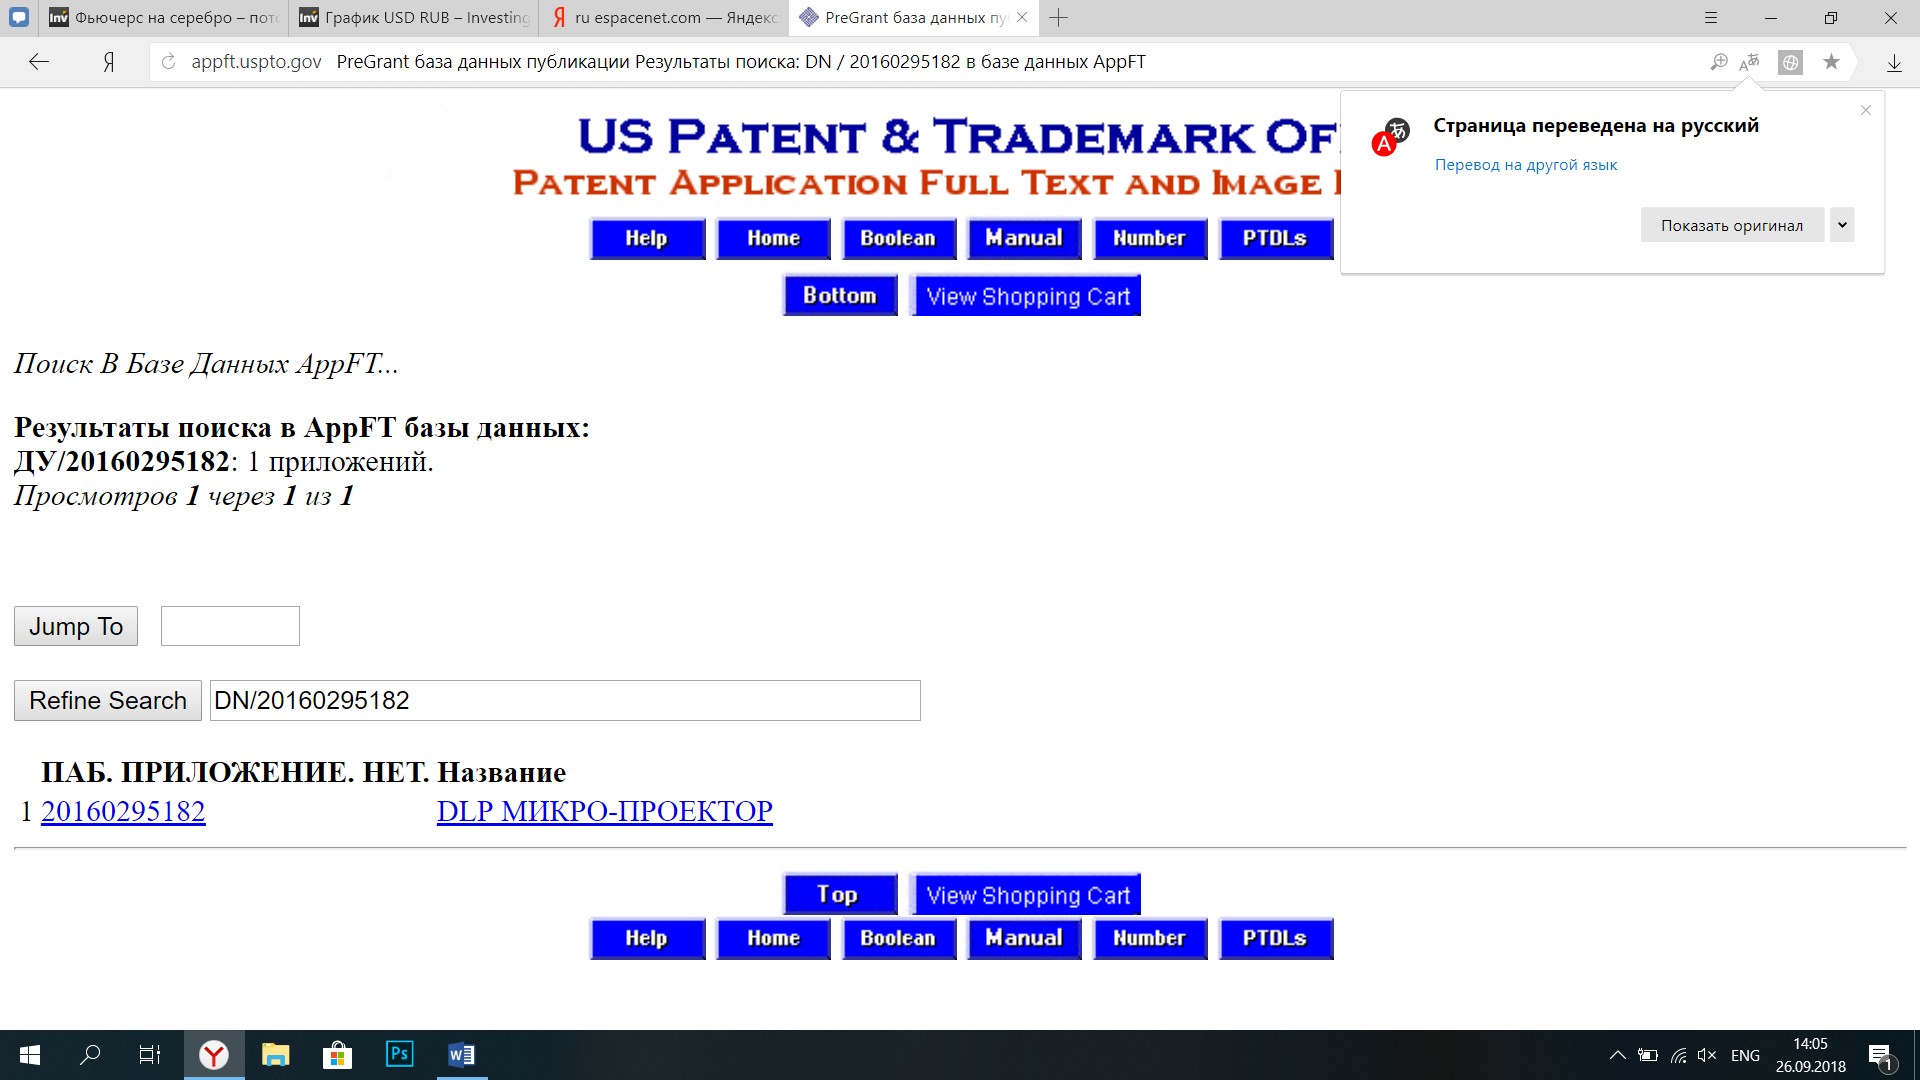 Фьючерс на серебро – пото
График USD RUB – Investing
ru espacenet.com — Яндекс
PreGrant база данных пу
appft.uspto.gov PreGrant база данных публикации Результаты поиска: DN / 20160295182 в базе данных AppFT
US PATENT & TRADEMARK OF
PATENT APPLICATION FULL TEXT AND IMAGE
Страница переведена на русский
Перевод на другой язык
Показать оригинал
Help Home Boolean Manual Number PTDLs
Bottom View Shopping Cart
Поиск В Базе Данных AppFT...
Результаты поиска в AppFT базы данных:
ДУ/20160295182: 1 приложений.
Просмотров 1 через 1 из 1
Jump To
Refine Search DN/20160295182
ПАБ. ПРИЛОЖЕНИЕ. НЕТ. Название
1 20160295182 DLP МИКРО-ПРОЕКТОР
Top View Shopping Cart
Help Home Boolean Manual Number PTDLs
ENG
14:05
26.09.2018
1